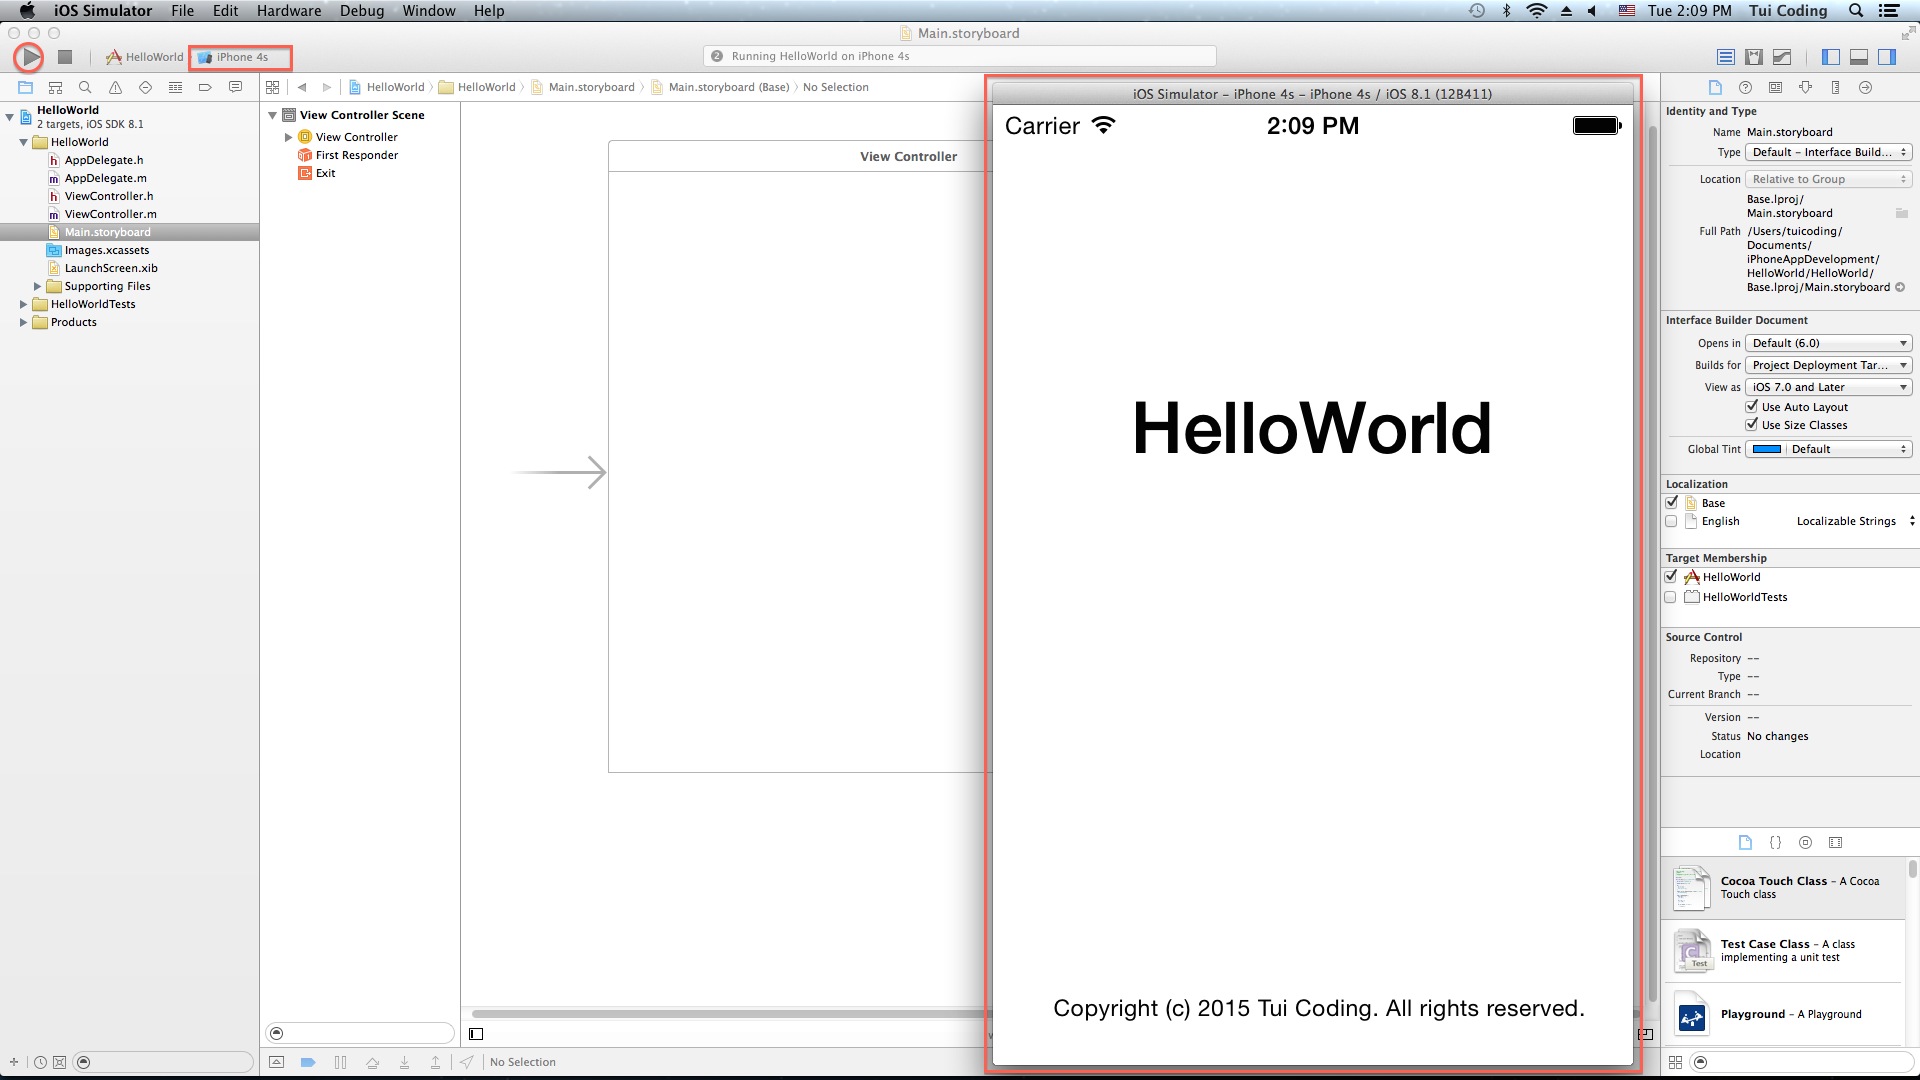 iOS Simulator File Edit Hardware Debug Window Help Tue 2:09 PM Tui Coding
Main.storyboard
HelloWorld iPhone 4s
2 Running HelloWorld on iPhone 4s
HelloWorld HelloWorld Main.storyboard Main.storyboard (Base) No Selection
HelloWorld
2 targets, iOS SDK 8.1
HelloWorld
h AppDelegate.h
m AppDelegate.m
h ViewController.h
m ViewController.m
Main.storyboard
Images.xcassets
LaunchScreen.xib
Supporting Files
HelloWorldTests
Products
View Controller Scene
View Controller
First Responder
Exit
View Controller
No Selection
iOS Simulator – iPhone 4s – iPhone 4s / iOS 8.1 (12B411)
Carrier 2:09 PM
HelloWorld
Copyright (c) 2015 Tui Coding. All rights reserved.
Identity and Type
Name Main.storyboard
Type Default – Interface Build...
Location Relative to Group
Base.lproj/
Main.storyboard
Full Path /Users/tuicoding/
Documents/
iPhoneAppDevelopment/
HelloWorld/HelloWorld/
Base.lproj/Main.storyboard
Interface Builder Document
Opens in Default (6.0)
Builds for Project Deployment Tar...
View as iOS 7.0 and Later
Use Auto Layout
Use Size Classes
Global Tint Default
Localization
Base
English Localizable Strings
Target Membership
HelloWorld
HelloWorldTests
Source Control
Repository --
Type --
Current Branch --
Version --
Status No changes
Location
{ }
Cocoa Touch Class – A Cocoa
Touch class
Test Case Class – A class
implementing a unit test
Test
Playground – A Playground